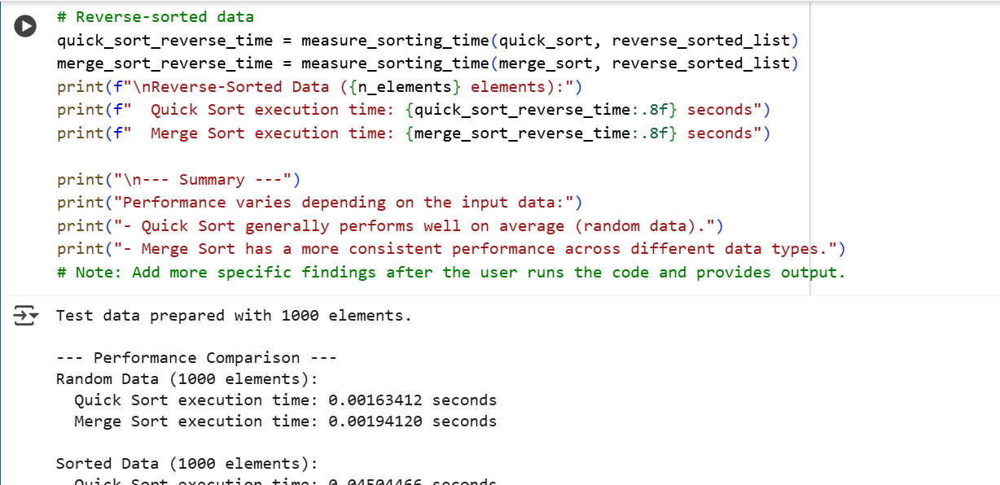 # Reverse-sorted data
quick_sort_reverse_time = measure_sorting_time(quick_sort, reverse_sorted_list)
merge_sort_reverse_time = measure_sorting_time(merge_sort, reverse_sorted_list)
print(f"\nReverse-Sorted Data ({n_elements} elements):")
print(f"  Quick Sort execution time: {quick_sort_reverse_time:.8f} seconds")
print(f"  Merge Sort execution time: {merge_sort_reverse_time:.8f} seconds")
print("\n--- Summary ---")
print("Performance varies depending on the input data:")
print("- Quick Sort generally performs well on average (random data).")
print("- Merge Sort has a more consistent performance across different data types.")
# Note: Add more specific findings after the user runs the code and provides output.
Test data prepared with 1000 elements.
--- Performance Comparison ---
Random Data (1000 elements):
  Quick Sort execution time: 0.00163412 seconds
  Merge Sort execution time: 0.00194120 seconds
Sorted Data (1000 elements):
  Quick Sort execution time: 0.04504466 seconds